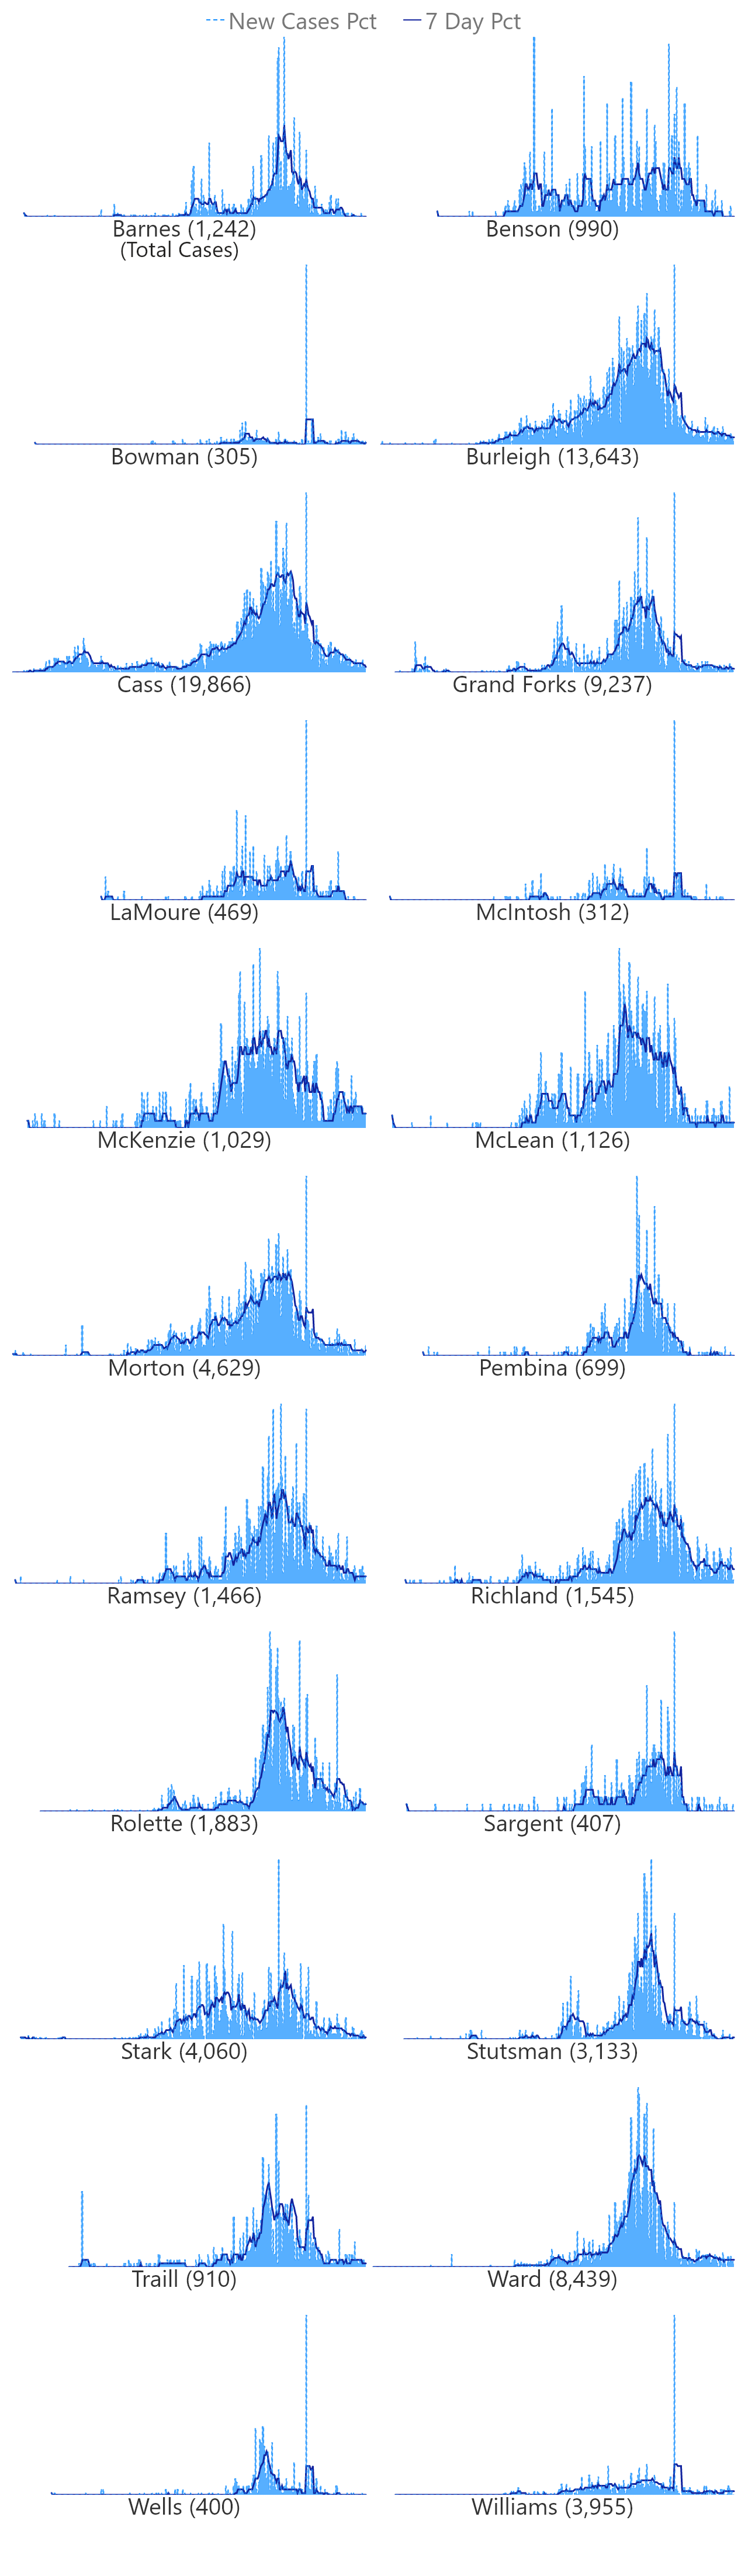 New Cases Pct 7 Day Pct
Barnes (1,242) Benson (990)
(Total Cases)
Bowman (305) Burleigh (13,643)
Cass (19,866) Grand Forks (9,237)
LaMoure (469) McIntosh (312)
McKenzie (1,029) McLean (1,126)
Morton (4,629) Pembina (699)
Ramsey (1,466) Richland (1,545)
Rolette (1,883) Sargent (407)
Stark (4,060) Stutsman (3,133)
Traill (910) Ward (8,439)
Wells (400) Williams (3,955)